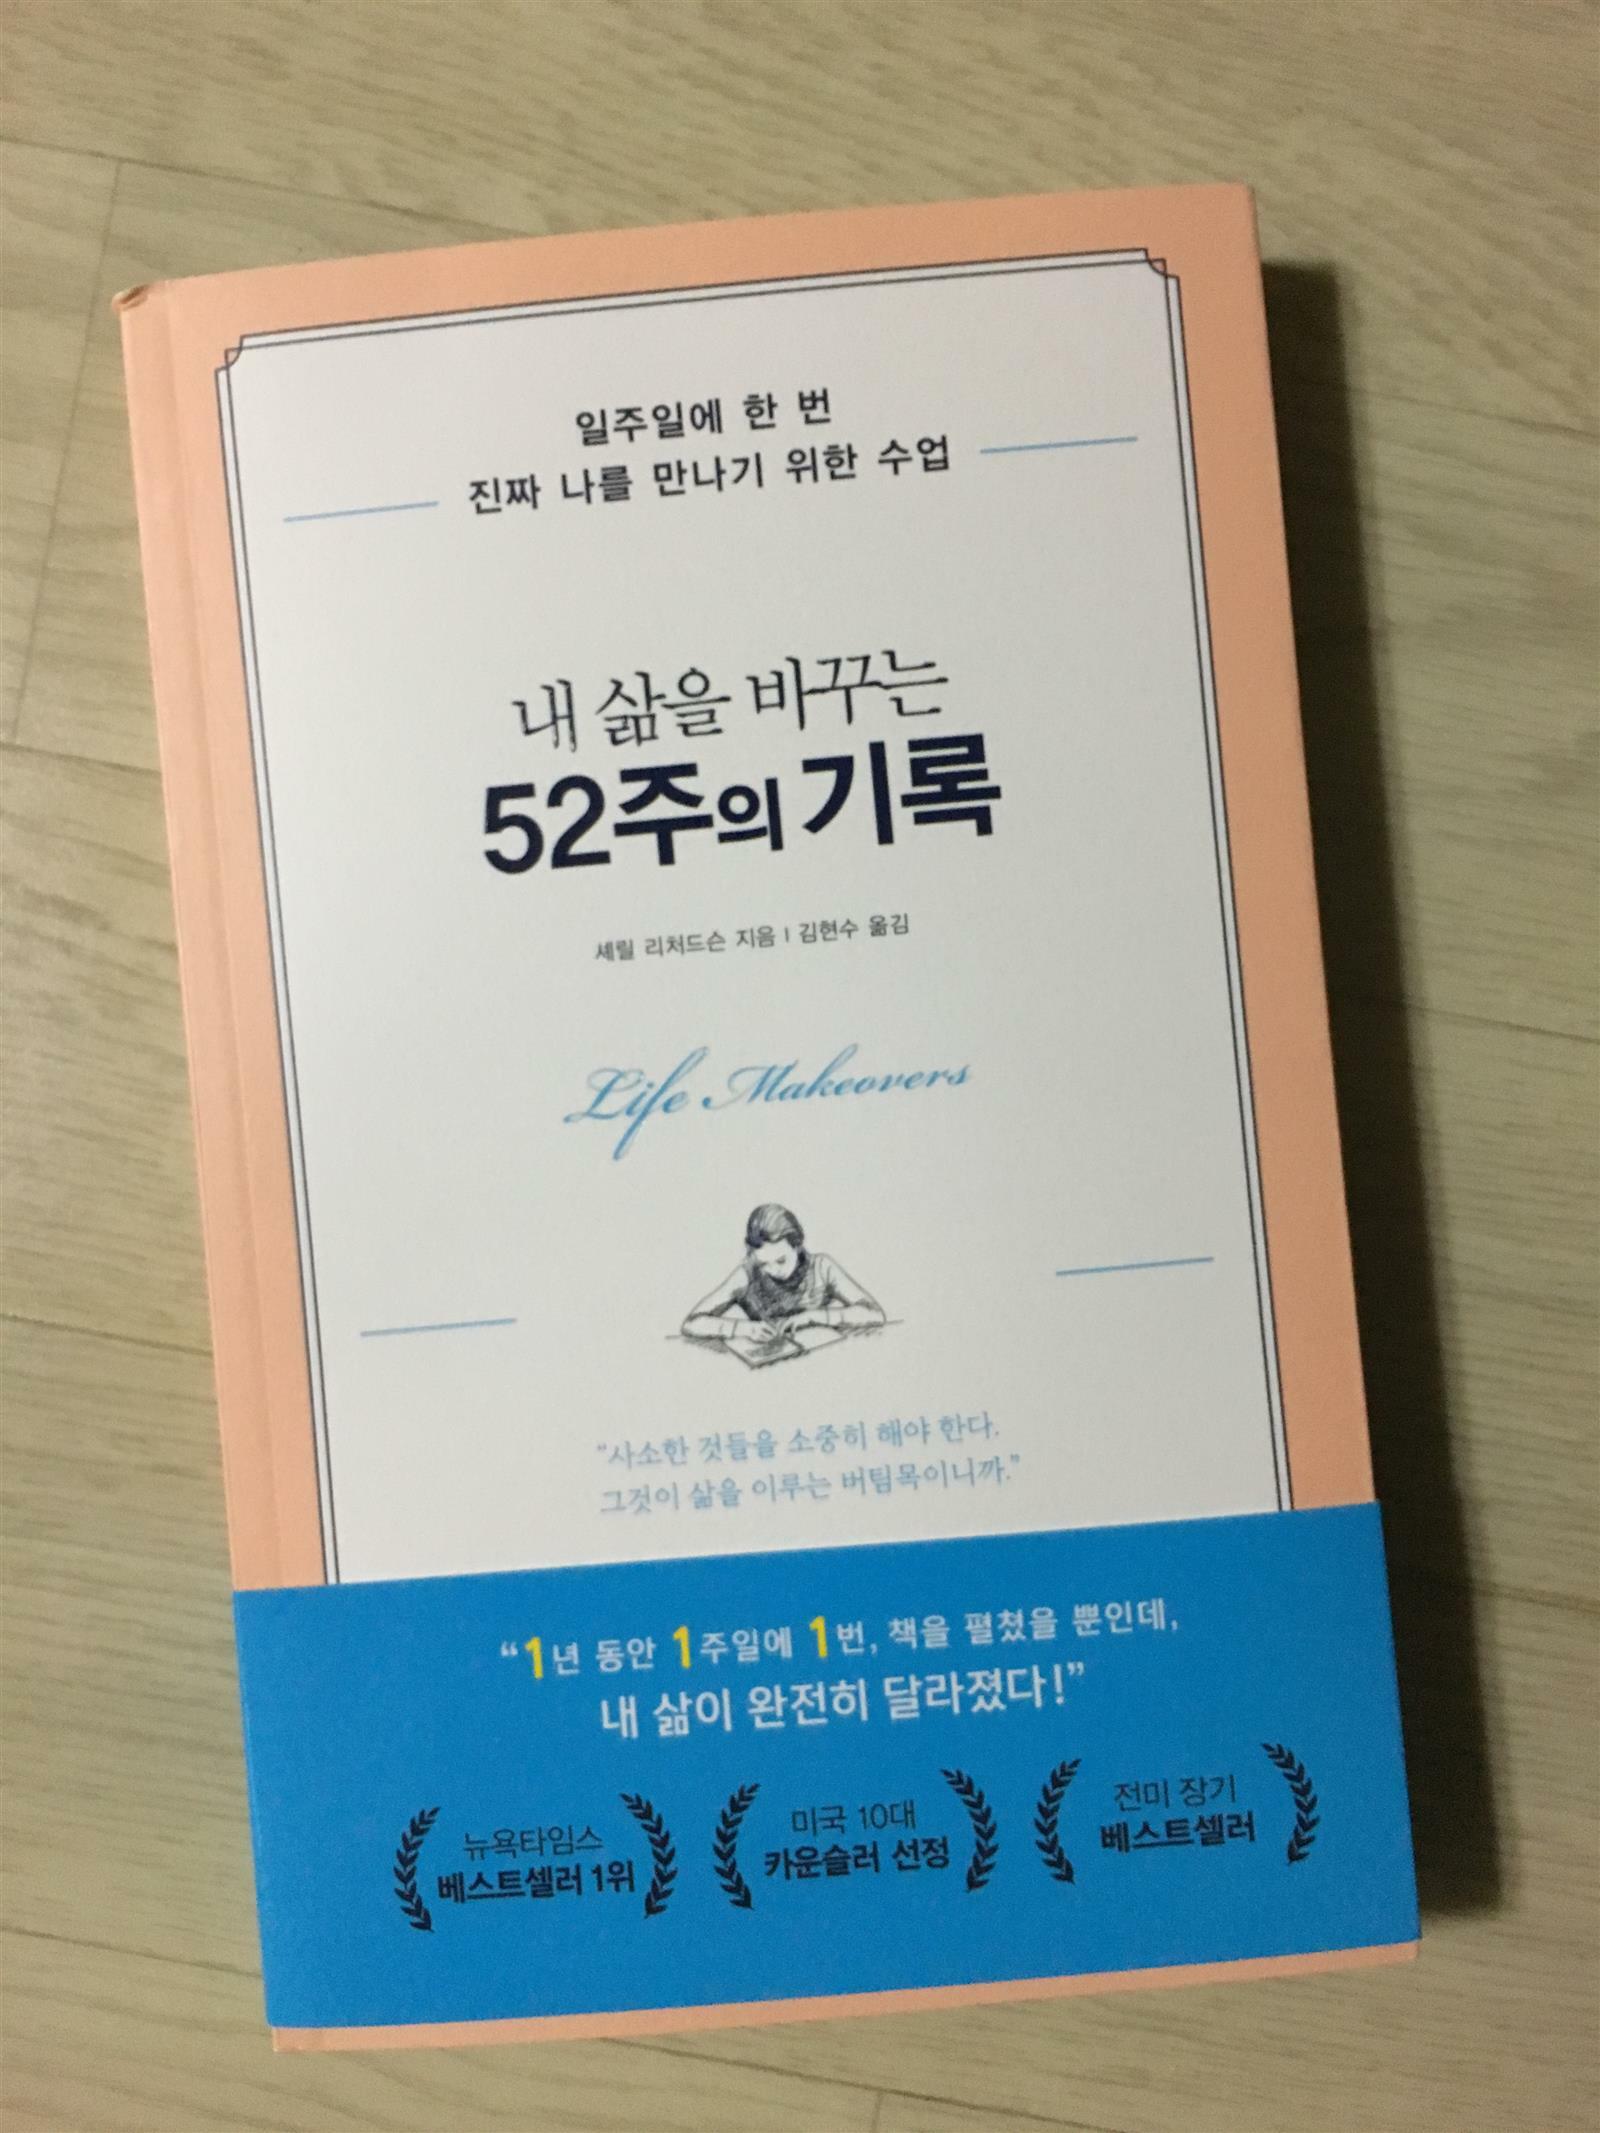 일주일에 한 번
진짜 나를 만나기 위한 수업
내 삶을 바꾸는
52주의 기록
셰릴 리처드슨 지음 | 김현수 옮김
Life Makeovers
"사소한 것들을 소중히 해야 한다.
그것이 삶을 이루는 버팀목이니까."
"1년 동안 1주일에 1번, 책을 펼쳤을 뿐인데,
내 삶이 완전히 달라졌다!"
뉴욕타임스
베스트셀러 1위
미국 10대
카운슬러 선정
전미 장기
베스트셀러